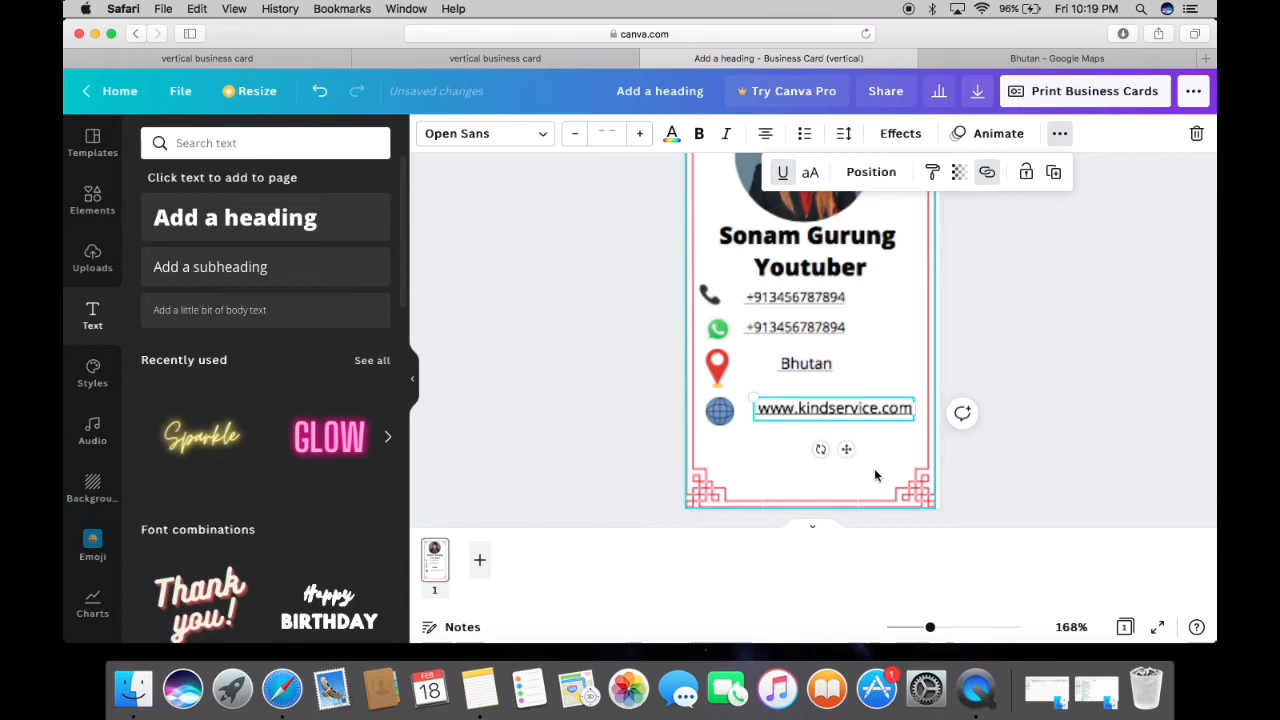 Safari File Edit View History Bookmarks Window Help 96% Fri 10:19 PM
canva.com
vertical business card vertical business card Add a heading - Business Card (vertical) Bhutan - Google Maps
Home File Resize Unsaved changes Add a heading Try Canva Pro Share Print Business Cards
Open Sans - -- + A B I Effects Animate
U aA Position
Templates
Elements
Uploads
Text
Styles
Audio
Backgrou...
Emoji
Charts
Search text
Click text to add to page
Add a heading
Add a subheading
Add a little bit of body text
Recently used See all
Sparkle GLOW
Font combinations
Thank you!
Happy BIRTHDAY
Sonam Gurung
Youtuber
+913456787894
+913456787894
Bhutan
www.kindservice.com
1
Notes 168% 1 ?
FEB
18
1